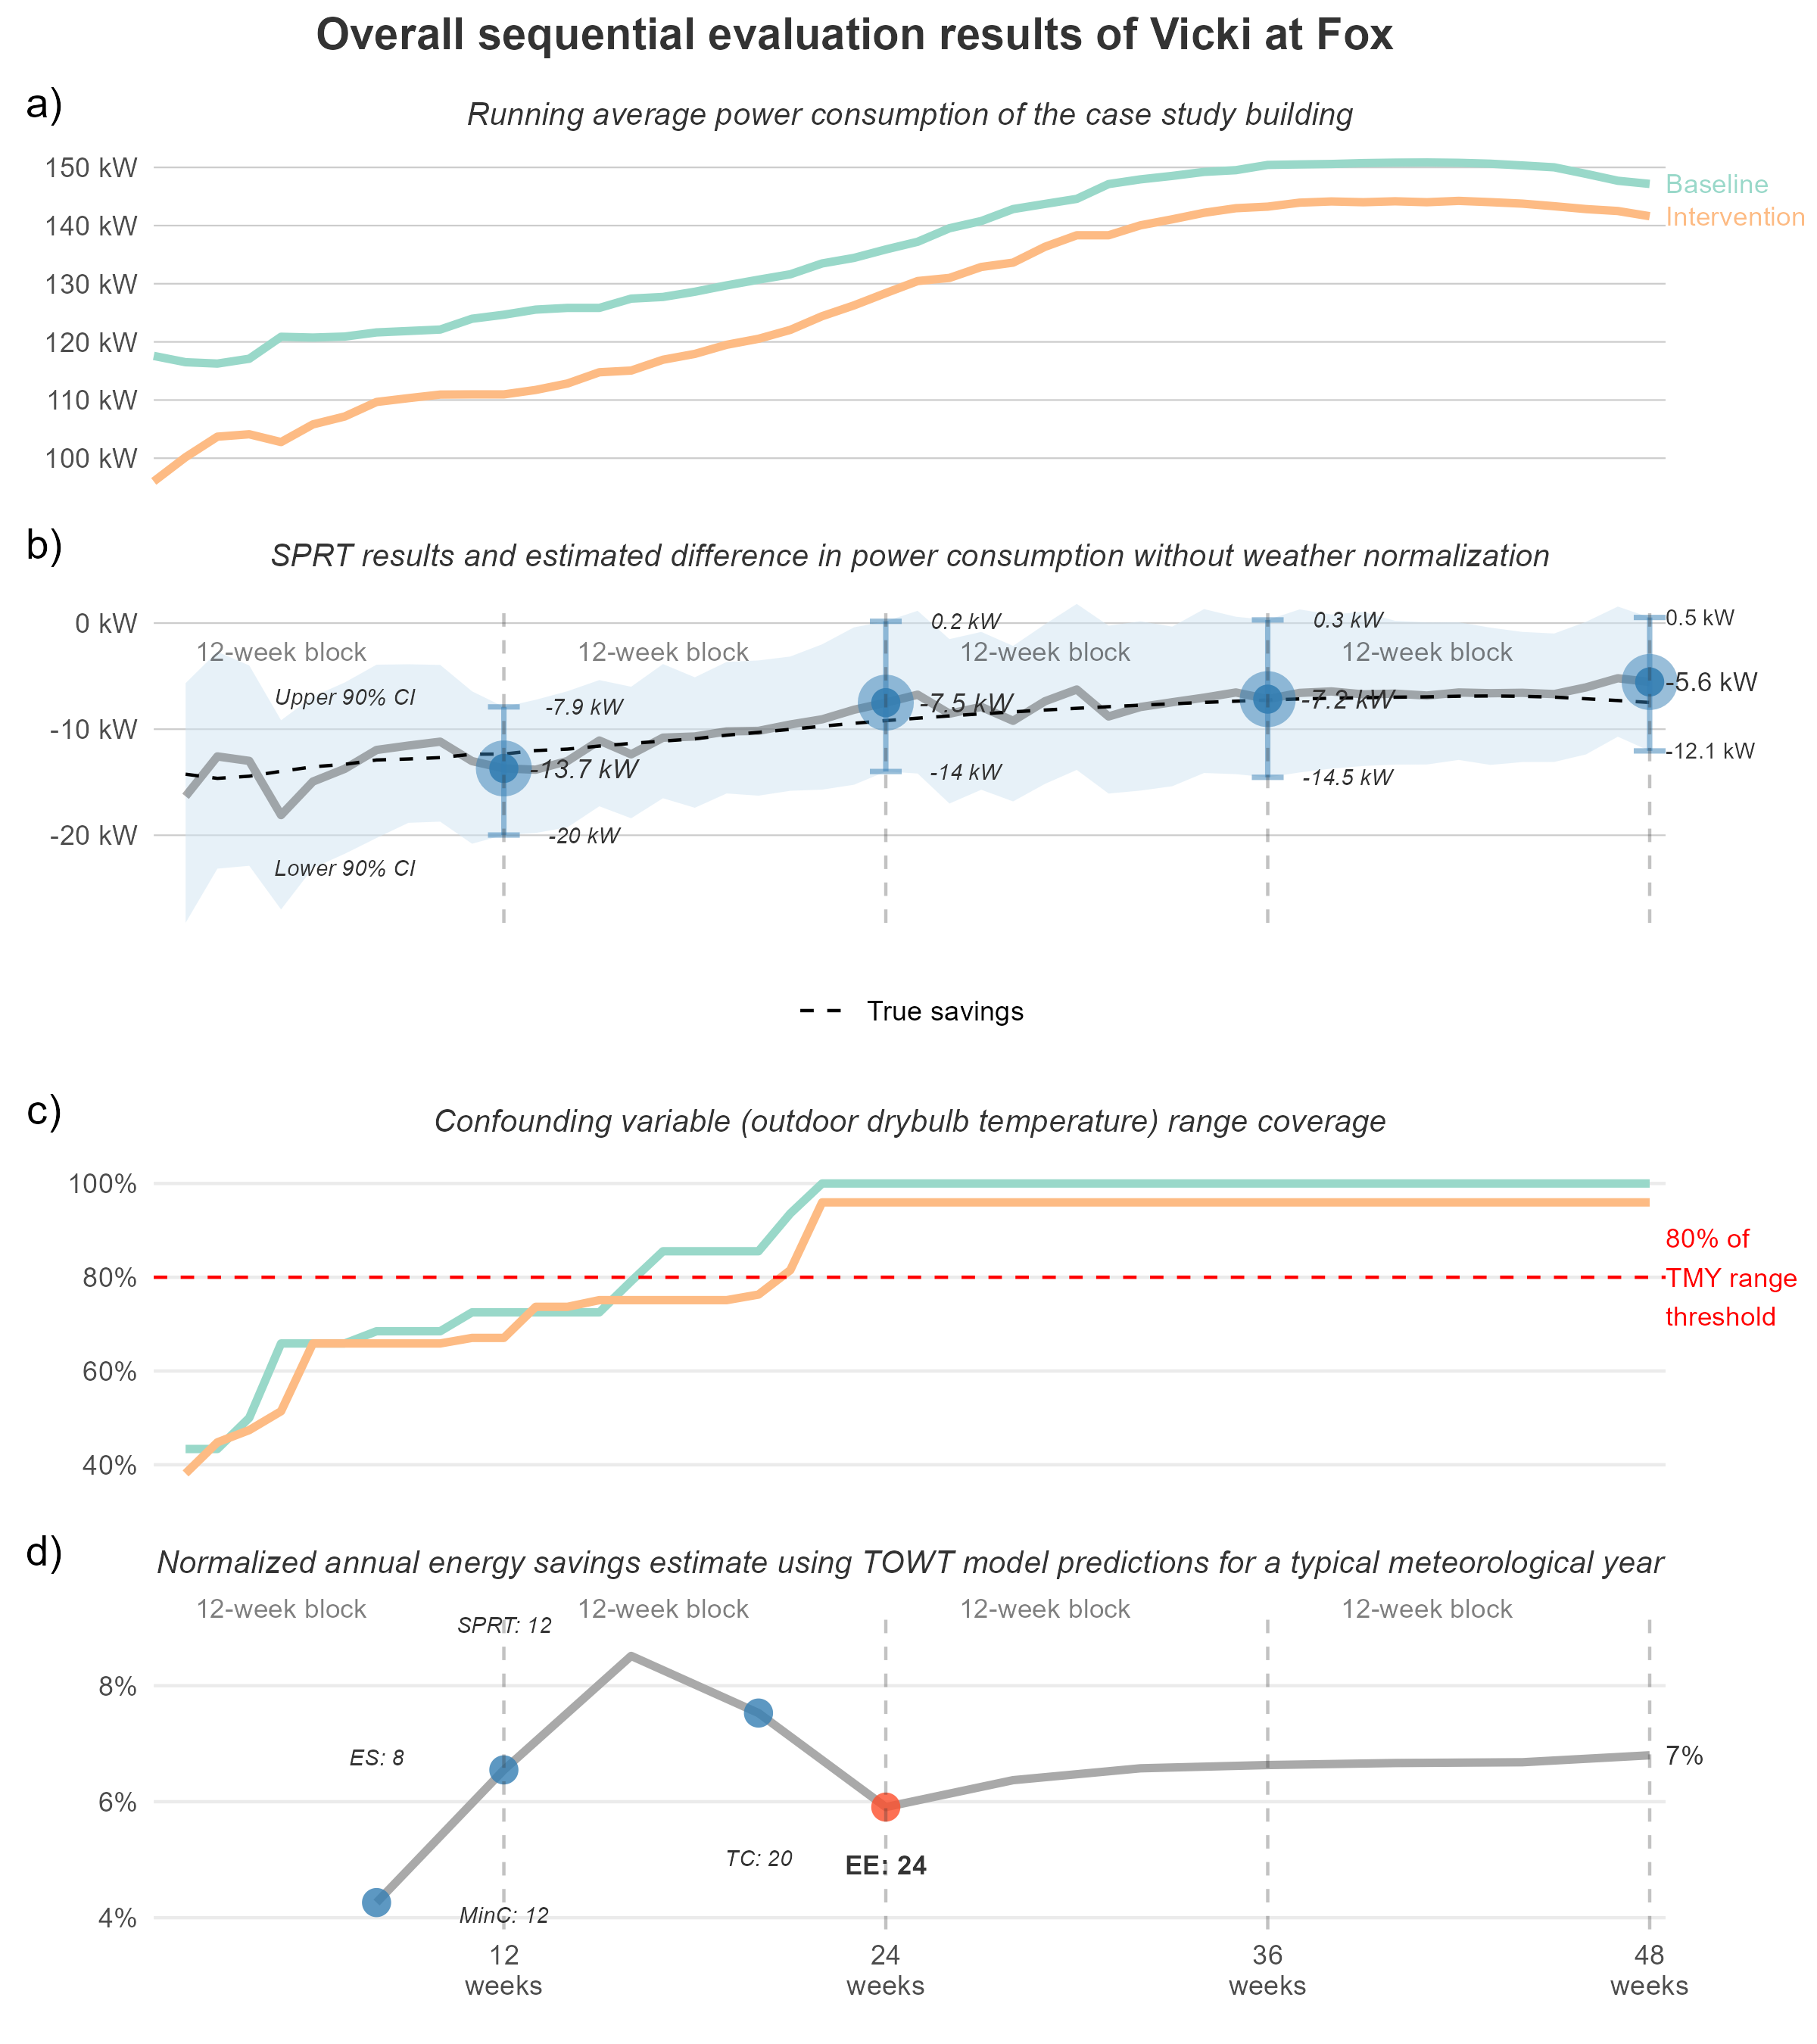 Overall sequential evaluation results of Vicki at Fox
a)
Running average power consumption of the case study building
150 kW
140 kW
130 kW
120 kW
110 kW
100 kW
Baseline
Intervention
b)
SPRT results and estimated difference in power consumption without weather normalization
0 kW
-10 kW
-20 kW
12-week block
12-week block
12-week block
12-week block
Upper 90% CI
Lower 90% CI
-7.9 kW
-13.7 kW
-20 kW
0.2 kW
-7.5 kW
-14 kW
0.3 kW
-7.2 kW
-14.5 kW
0.5 kW
-5.6 kW
-12.1 kW
True savings
c)
Confounding variable (outdoor drybulb temperature) range coverage
100%
80%
60%
40%
80% of
TMY range
threshold
d)
Normalized annual energy savings estimate using TOWT model predictions for a typical meteorological year
12-week block
12-week block
12-week block
12-week block
8%
6%
4%
SPRT: 12
ES: 8
MinC: 12
TC: 20
EE: 24
7%
12
weeks
24
weeks
36
weeks
48
weeks